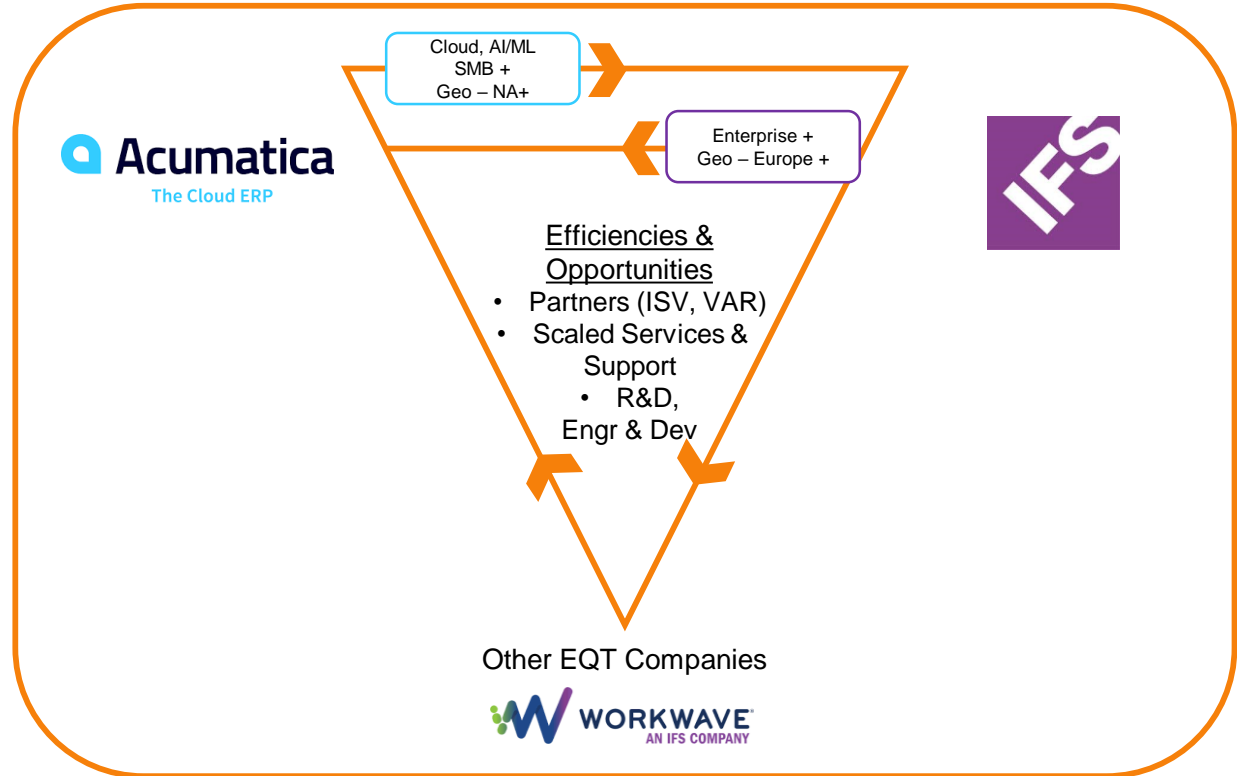 Cloud, AI/ML
SMB +
Geo – NA+
Enterprise +
Geo – Europe +
Acumatica
The Cloud ERP
IFS
Efficiencies &
Opportunities
• Partners (ISV, VAR)
• Scaled Services &
Support
• R&D,
Engr & Dev
Other EQT Companies
WORKWAVE®
AN IFS COMPANY